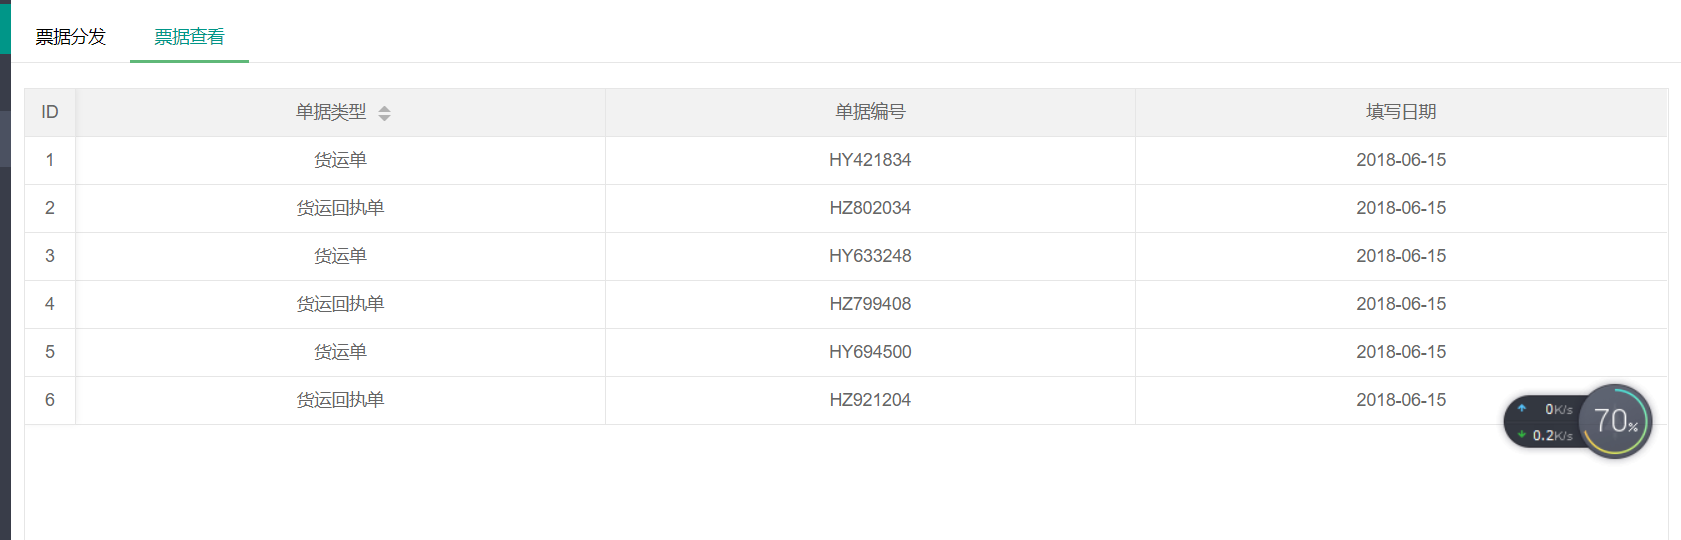 票据分发 票据查看
ID 单据类型 单据编号 填写日期
1 货运单 HY421834 2018-06-15
2 货运回执单 HZ802034 2018-06-15
3 货运单 HY633248 2018-06-15
4 货运回执单 HZ799408 2018-06-15
5 货运单 HY694500 2018-06-15
6 货运回执单 HZ921204 2018-06-15
0K/s
0.2K/s
70%